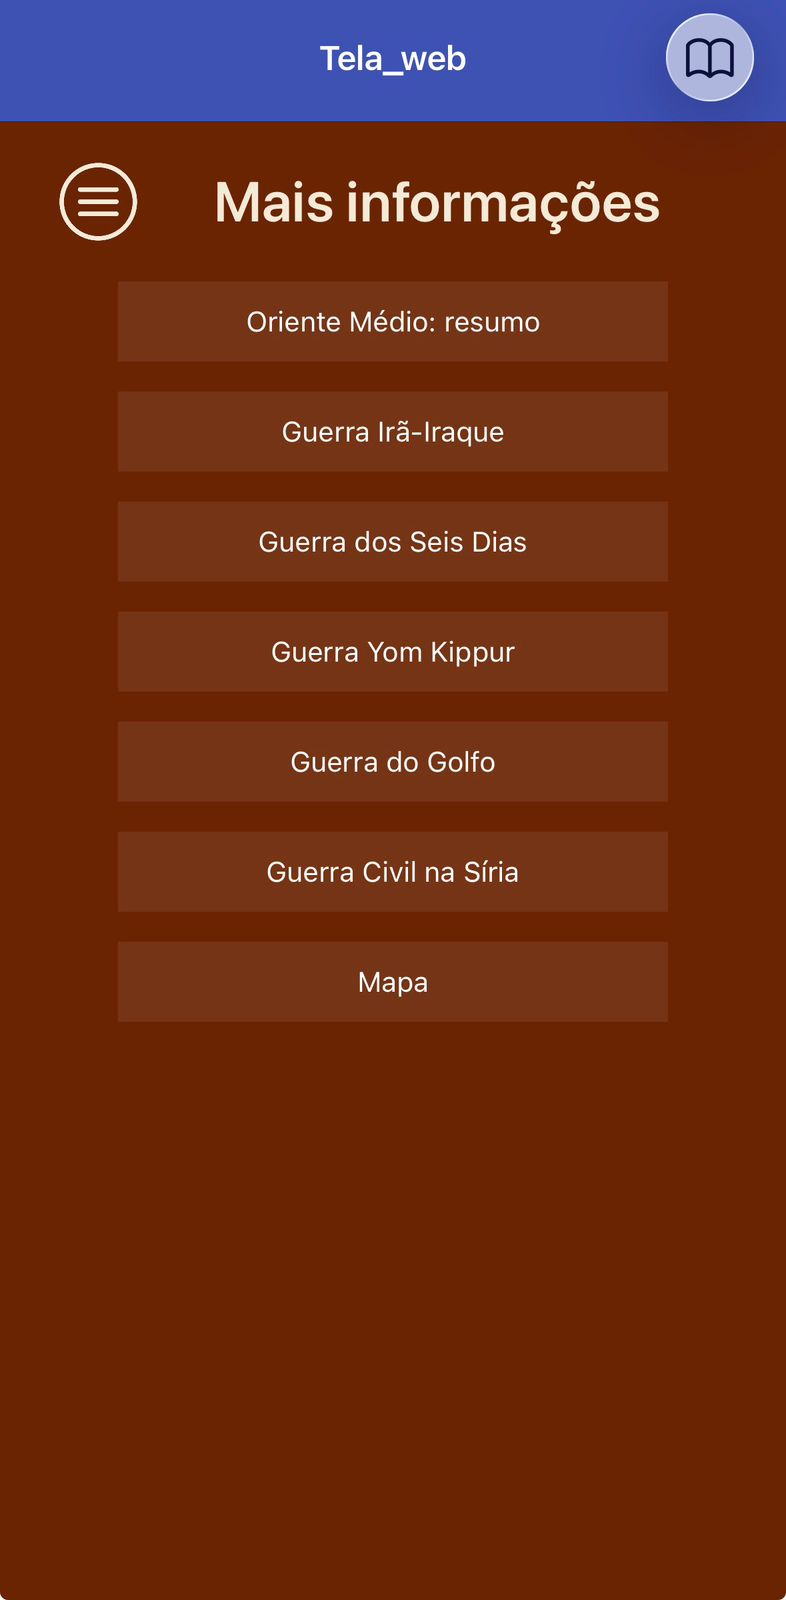 Tela_web
Mais informações
Oriente Médio: resumo
Guerra Irã-Iraque
Guerra dos Seis Dias
Guerra Yom Kippur
Guerra do Golfo
Guerra Civil na Síria
Mapa